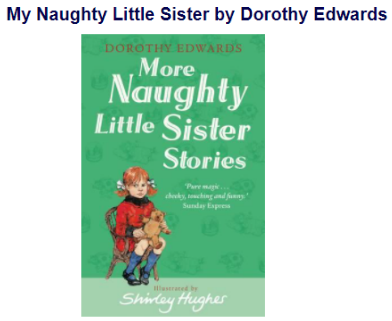 My Naughty Little Sister by Dorothy Edwards
DOROTHY EDWARDS
More
Naughty
Little Sister
Stories
'Pure magic ...
cheeky, touching and funny.'
Sunday Express
Illustrated by
Shirley Hughes